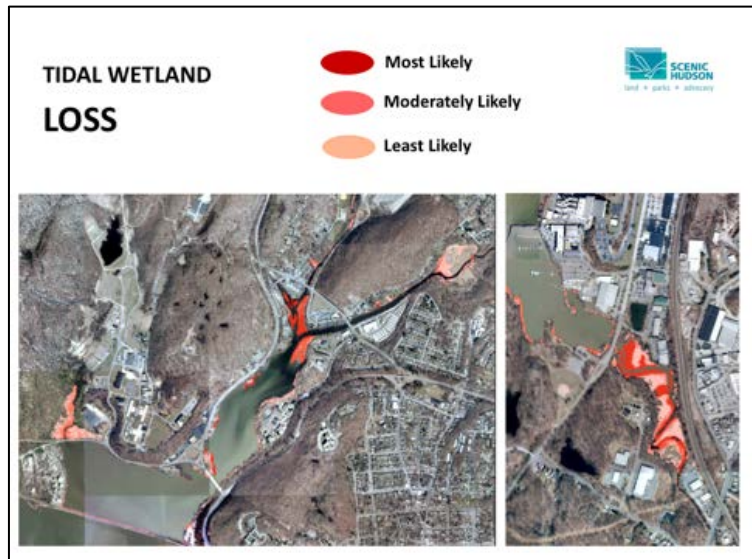 TIDAL WETLAND
LOSS
Most Likely
Moderately Likely
Least Likely
SCENIC
HUDSON
land + parks + advocacy